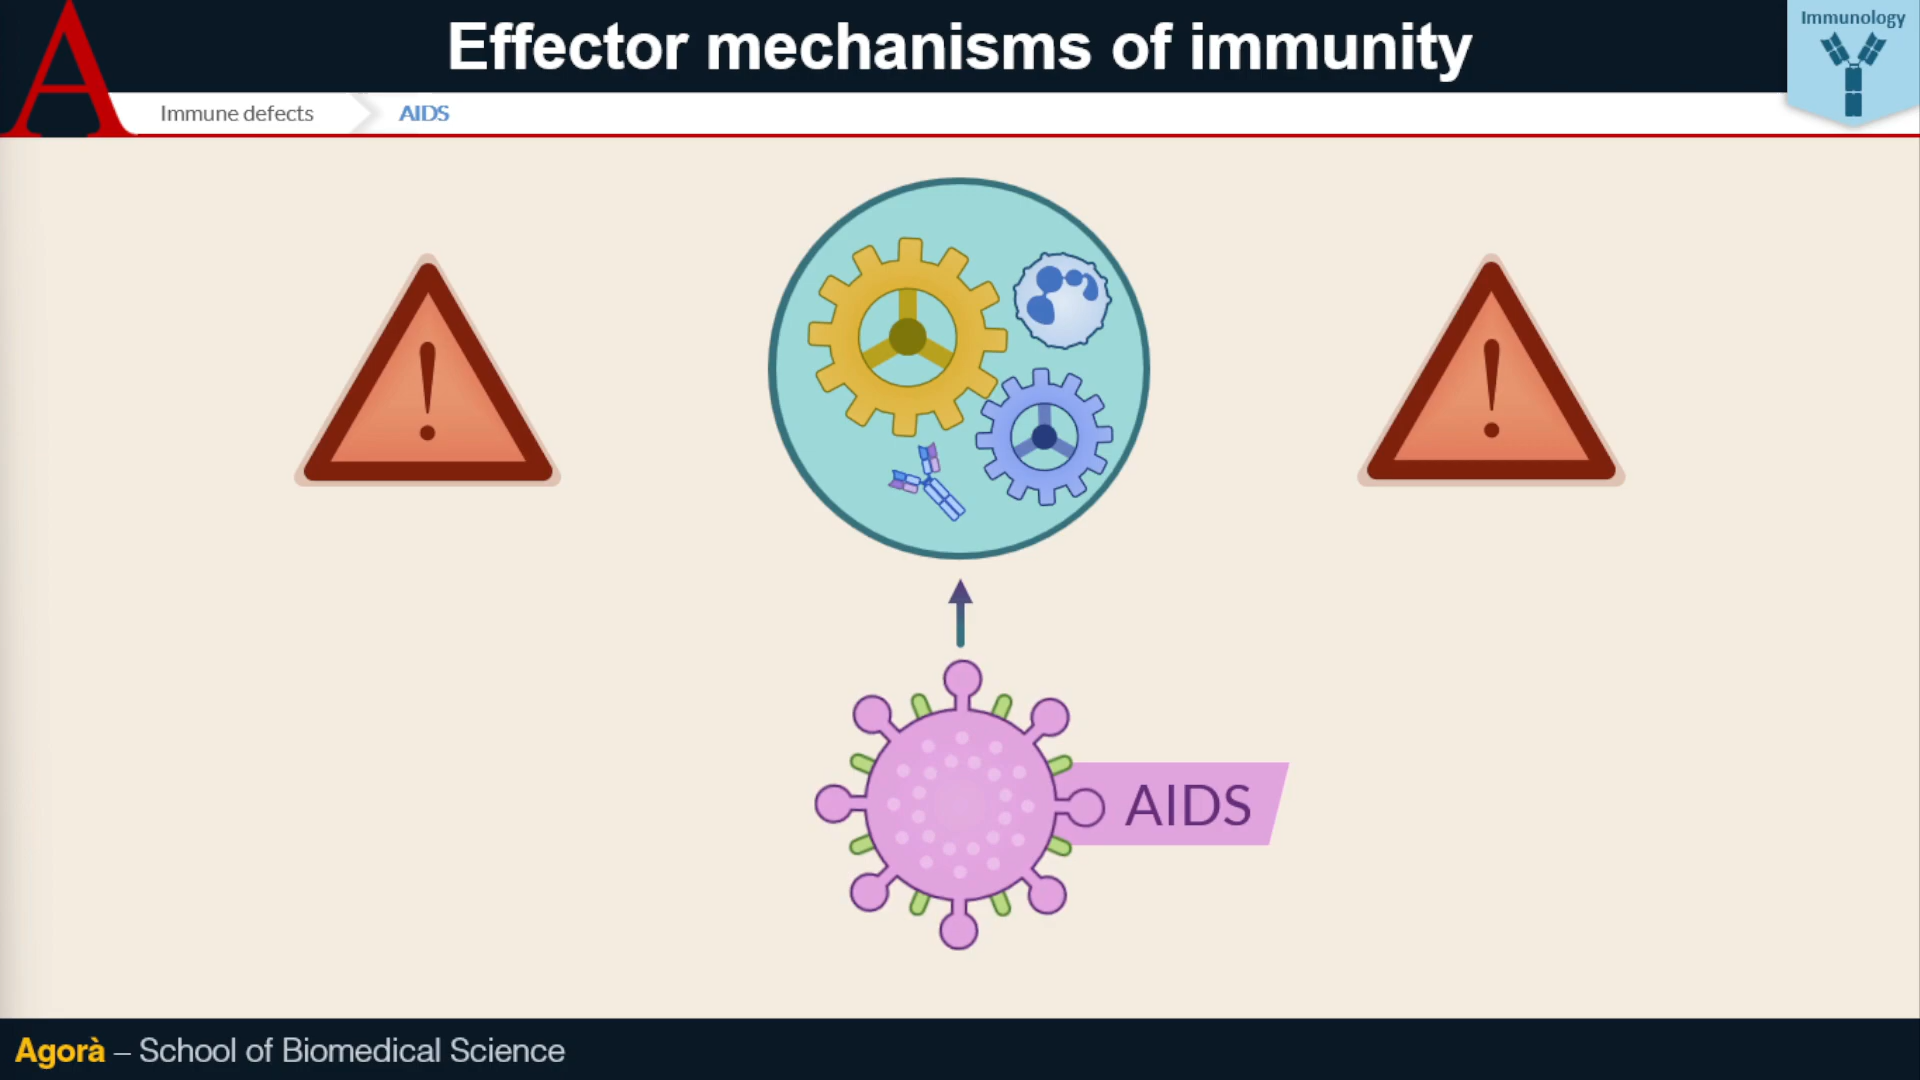 Effector mechanisms of immunity
Immunology
A
Immune defects
AIDS
AIDS
Agorà – School of Biomedical Science